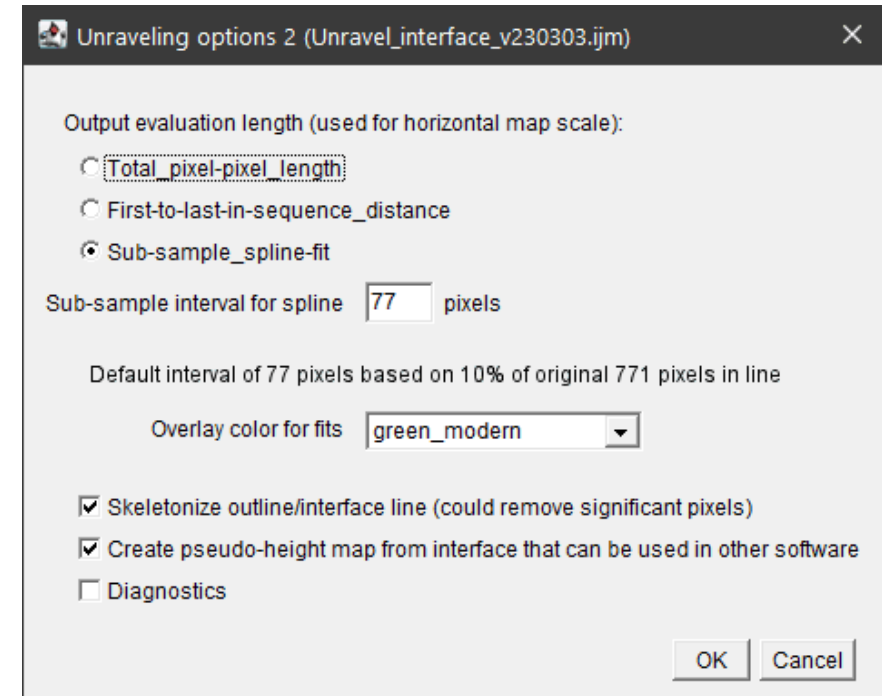 Unraveling options 2 (Unravel_interface_v230303.ijm)
Output evaluation length (used for horizontal map scale):
Total_pixel-pixel_length
First-to-last-in-sequence_distance
Sub-sample_spline-fit
Sub-sample interval for spline 77 pixels
Default interval of 77 pixels based on 10% of original 771 pixels in line
Overlay color for fits green_modern
Skeletonize outline/interface line (could remove significant pixels)
Create pseudo-height map from interface that can be used in other software
Diagnostics
OK Cancel